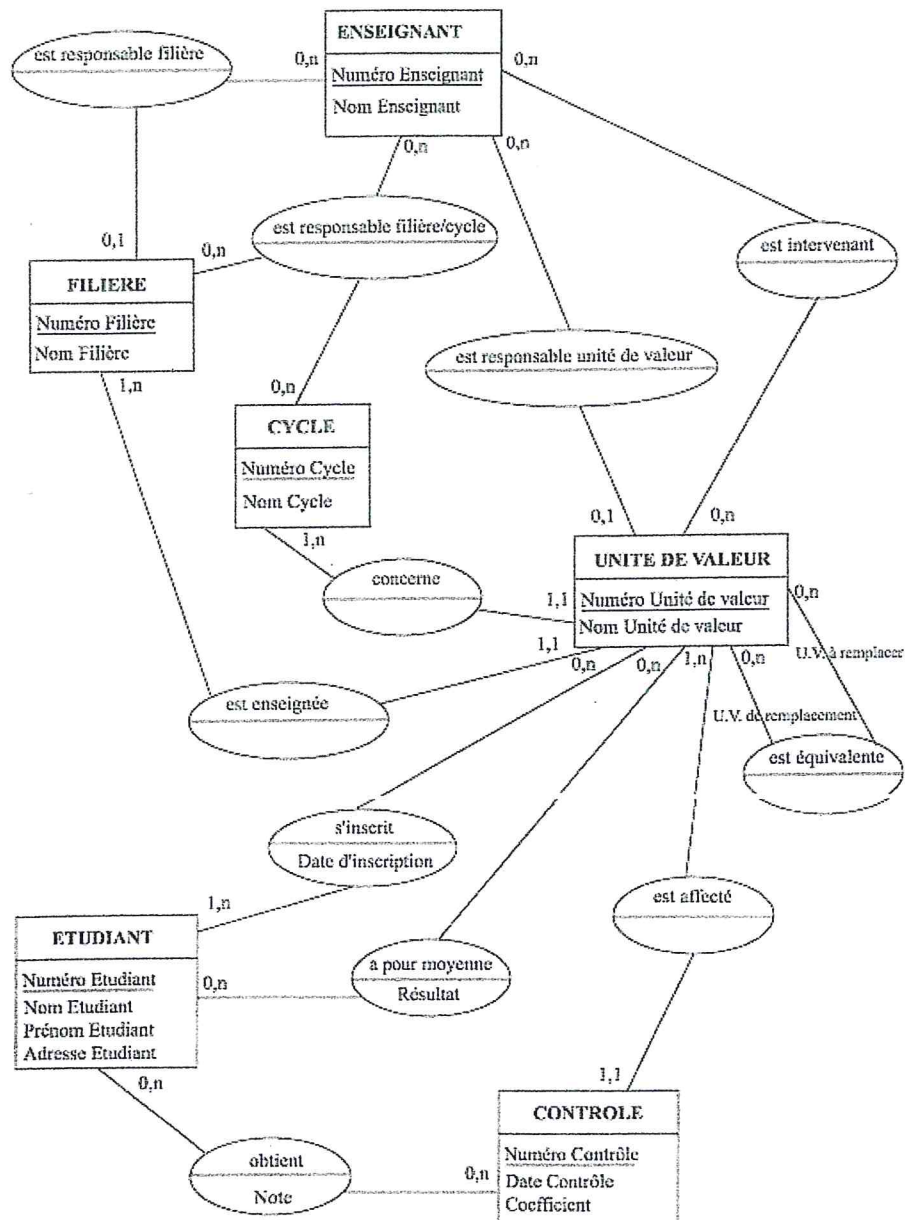 ENSEIGNANT
est responsable filière
0,n
Numéro Enseignant
0,n
Nom Enseignant
0,n
0,n
est responsable filière/cycle
0,1
0,n
est intervenant
FILIERE
Numéro Filière
Nom Filière
est responsable unité de valeur
1,n
0,n
CYCLE
Numéro Cycle
Nom Cycle
0,1
0,n
1,n
UNITE DE VALEUR
concerne
1,1
Numéro Unité de valeur
0,n
Nom Unité de valeur
1,1
0,n
0,n
1,n
0,n
U.V. à remplacer
est enseignée
U.V. de remplacement
est équivalente
s'inscrit
Date d'inscription
1,n
est affecté
ETUDIANT
Numéro Etudiant
0,n
a pour moyenne
Nom Etudiant
Résultat
Prénom Etudiant
Adresse Etudiant
0,n
1,1
CONTROLE
obtient
Numéro Contrôle
0,n
Note
Date Contrôle
Coefficient